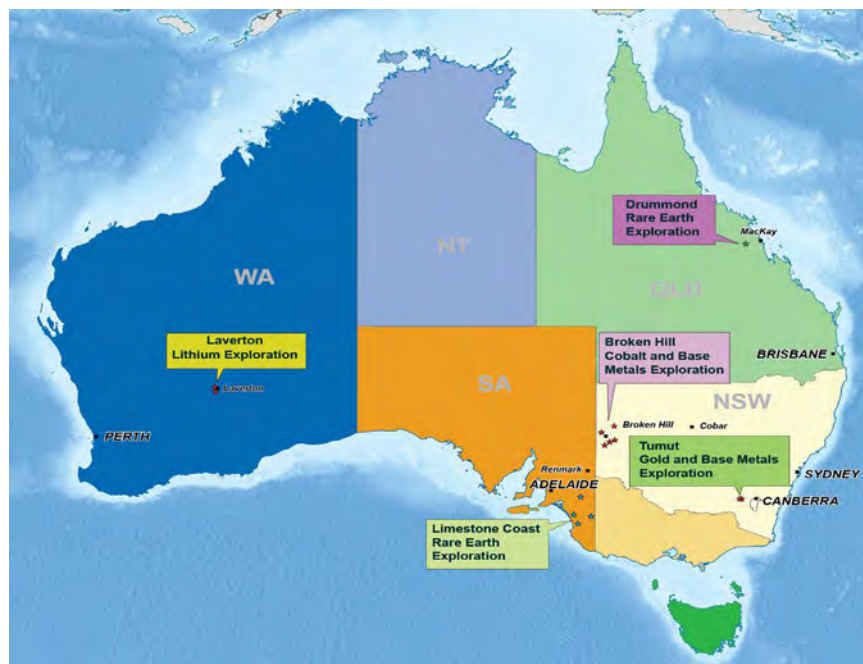 Drummond
Rare Earth
Exploration
MacKay
NT
WA
QLD
Laverton
Lithium Exploration
Laverton
Broken Hill
Cobalt and Base
Metals Exploration
BRISBANE
SA
NSW
Broken Hill
Cobar
PERTH
Tumut
Gold and Base Metals
Exploration
Renmark
ADELAIDE
SYDNEY
CANBERRA
Limestone Coast
Rare Earth
Exploration